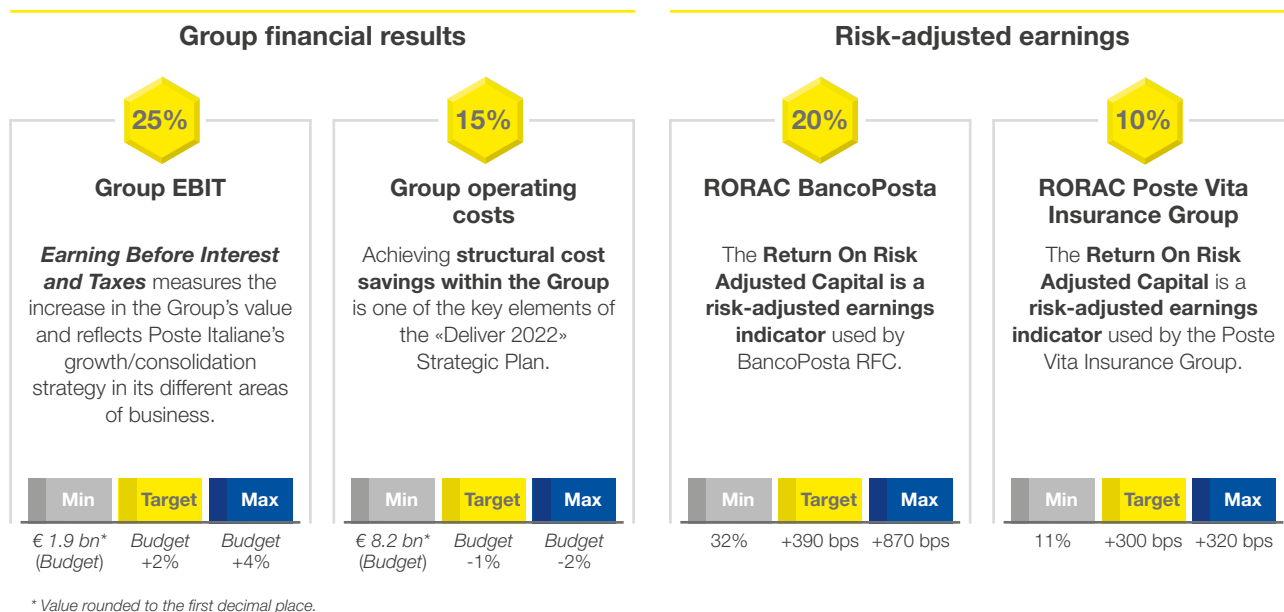 Group financial results
Risk-adjusted earnings
25%
Group EBIT
Earning Before Interest
and Taxes measures the
increase in the Group's value
and reflects Poste Italiane's
growth/consolidation
strategy in its different areas
of business.
Min
Target
Max
€ 1.9 bn*
(Budget)
Budget
+2%
Budget
+4%
15%
Group operating
costs
Achieving structural cost
savings within the Group
is one of the key elements of
the «Deliver 2022»
Strategic Plan.
Min
Target
Max
€ 8.2 bn*
(Budget)
Budget
-1%
Budget
-2%
20%
RORAC BancoPosta
The Return On Risk
Adjusted Capital is a
risk-adjusted earnings
indicator used by
BancoPosta RFC.
Min
Target
Max
32%
+390 bps
+870 bps
10%
RORAC Poste Vita
Insurance Group
The Return On Risk
Adjusted Capital is a
risk-adjusted earnings
indicator used by the Poste
Vita Insurance Group.
Min
Target
Max
11%
+300 bps
+320 bps
* Value rounded to the first decimal place.